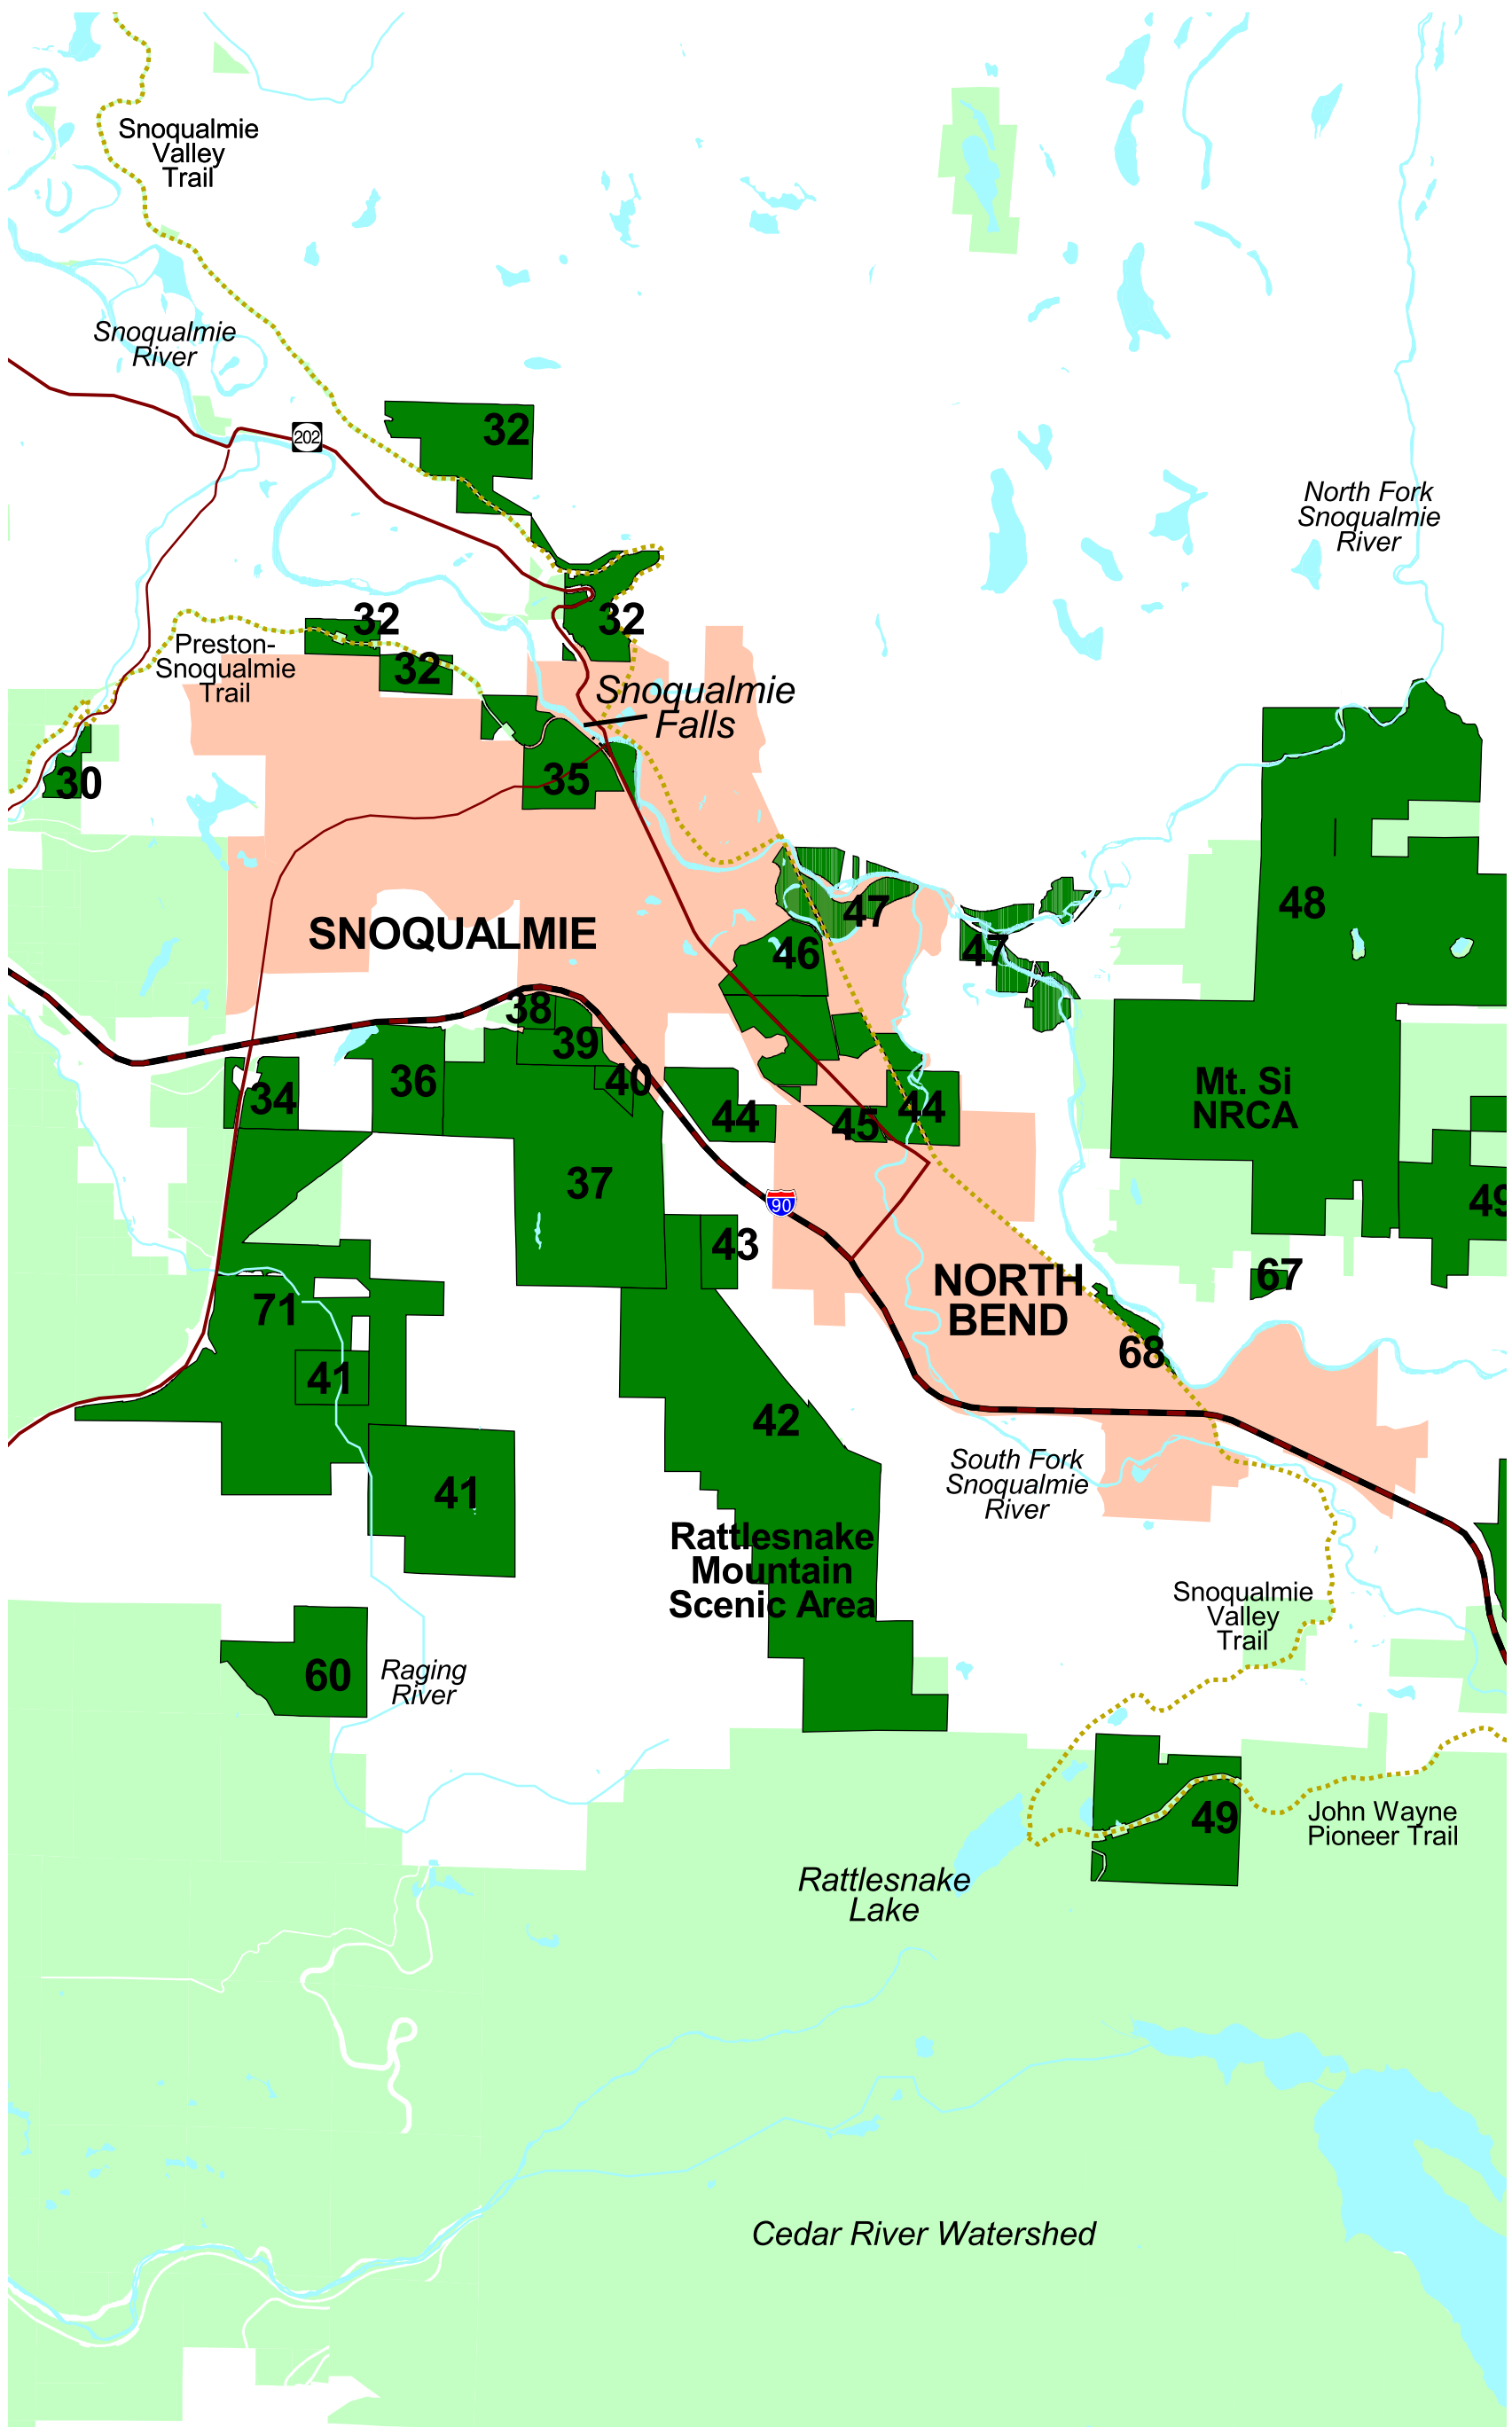 Snoqualmie
Valley
Trail
Snoqualmie
River
202
32
North Fork
Snoqualmie
River
32
32
Preston-
Snoqualmie
Trail
32
Snoqualmie
Falls
30
35
48
47
SNOQUALMIE
46
47
38
39
36
40
34
Mt. Si
NRCA
44
45
44
37
49
90
43
67
NORTH
BEND
71
68
41
42
South Fork
Snoqualmie
River
41
Rattlesnake
Mountain
Scenic Area
Snoqualmie
Valley
Trail
60
Raging
River
49
John Wayne
Pioneer Trail
Rattlesnake
Lake
Cedar River Watershed